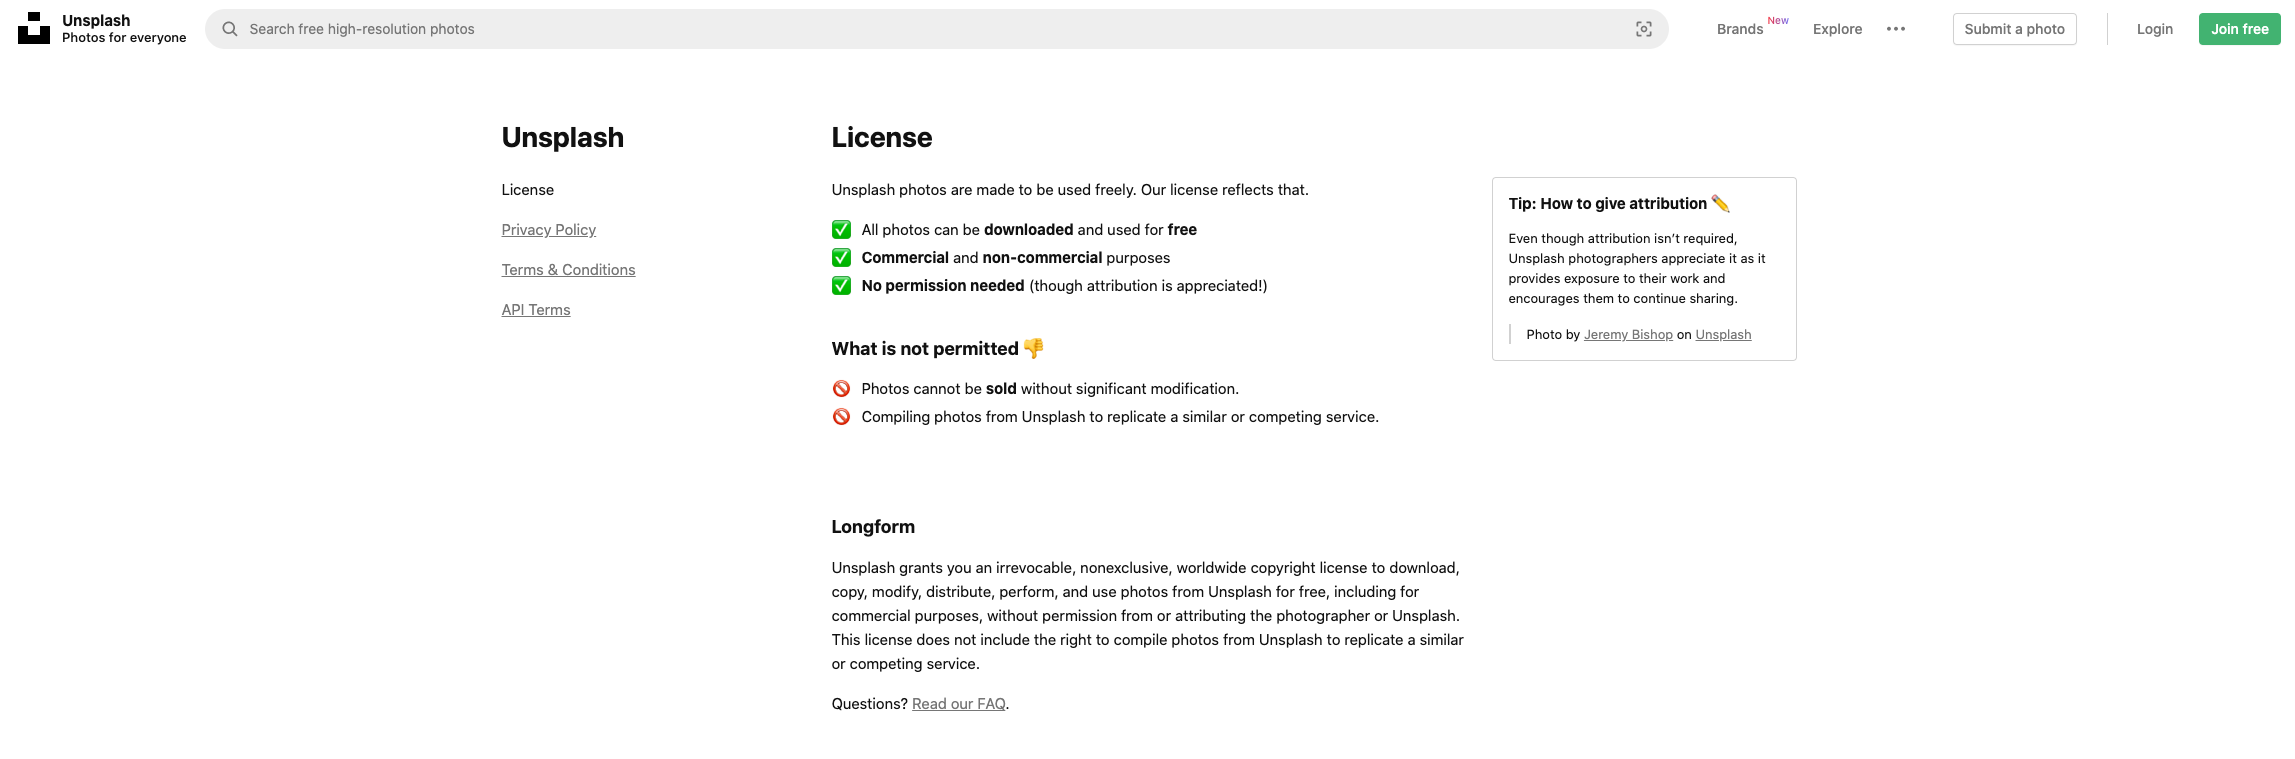 Unsplash
Photos for everyone
Search free high-resolution photos
Brands New
Explore
Submit a photo
Login
Join free
Unsplash
License
Privacy Policy
Terms & Conditions
API Terms
License
Unsplash photos are made to be used freely. Our license reflects that.
✅ All photos can be downloaded and used for free
✅ Commercial and non-commercial purposes
✅ No permission needed (though attribution is appreciated!)
What is not permitted 👎
🚫 Photos cannot be sold without significant modification.
🚫 Compiling photos from Unsplash to replicate a similar or competing service.
Longform
Unsplash grants you an irrevocable, nonexclusive, worldwide copyright license to download,
copy, modify, distribute, perform, and use photos from Unsplash for free, including for
commercial purposes, without permission from or attributing the photographer or Unsplash.
This license does not include the right to compile photos from Unsplash to replicate a similar
or competing service.
Questions? Read our FAQ.
Tip: How to give attribution ✏️
Even though attribution isn’t required,
Unsplash photographers appreciate it as it
provides exposure to their work and
encourages them to continue sharing.
Photo by Jeremy Bishop on Unsplash